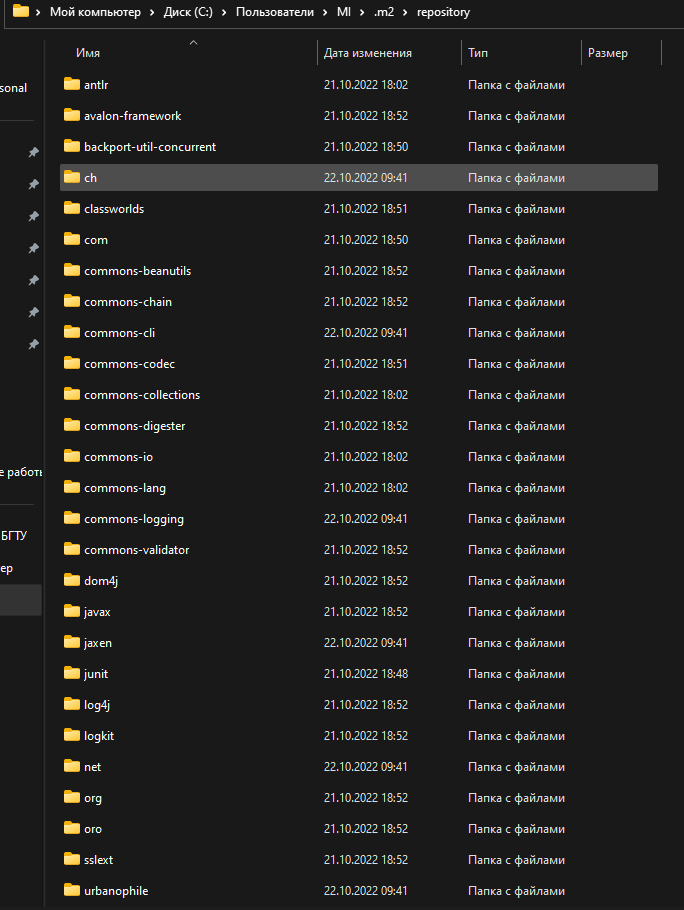 Мой компьютер > Диск (C:) > Пользователи > MI > .m2 > repository
Имя Дата изменения Тип Размер
antlr 21.10.2022 18:02 Папка с файлами
sonal
avalon-framework 21.10.2022 18:52 Папка с файлами
backport-util-concurrent 21.10.2022 18:50 Папка с файлами
ch 22.10.2022 09:41 Папка с файлами
classworlds 21.10.2022 18:51 Папка с файлами
com 21.10.2022 18:50 Папка с файлами
commons-beanutils 21.10.2022 18:52 Папка с файлами
commons-chain 21.10.2022 18:52 Папка с файлами
commons-cli 22.10.2022 09:41 Папка с файлами
commons-codec 21.10.2022 18:51 Папка с файлами
commons-collections 21.10.2022 18:02 Папка с файлами
commons-digester 21.10.2022 18:52 Папка с файлами
commons-io 21.10.2022 18:02 Папка с файлами
е работы
commons-lang 21.10.2022 18:02 Папка с файлами
commons-logging 22.10.2022 09:41 Папка с файлами
БГТУ
commons-validator 21.10.2022 18:52 Папка с файлами
ер
dom4j 21.10.2022 18:52 Папка с файлами
javax 21.10.2022 18:52 Папка с файлами
jaxen 22.10.2022 09:41 Папка с файлами
junit 21.10.2022 18:48 Папка с файлами
log4j 21.10.2022 18:52 Папка с файлами
logkit 21.10.2022 18:52 Папка с файлами
net 22.10.2022 09:41 Папка с файлами
org 21.10.2022 18:52 Папка с файлами
oro 21.10.2022 18:52 Папка с файлами
sslext 21.10.2022 18:52 Папка с файлами
urbanophile 22.10.2022 09:41 Папка с файлами